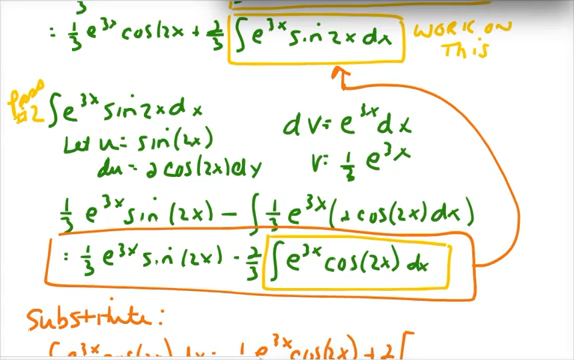 = 1/3 e^3x cos(2x) + 2/3 ∫e^3x sin 2x dx WORK ON THIS
Pass #2 ∫e^3x sin 2x dx
Let u = sin(2x) dv = e^3x dx
du = 2 cos(2x) dy v = 1/3 e^3x
1/3 e^3x sin(2x) - ∫1/3 e^3x (2 cos(2x) dx)
= 1/3 e^3x sin(2x) - 2/3 ∫e^3x cos(2x) dx
Substitute: